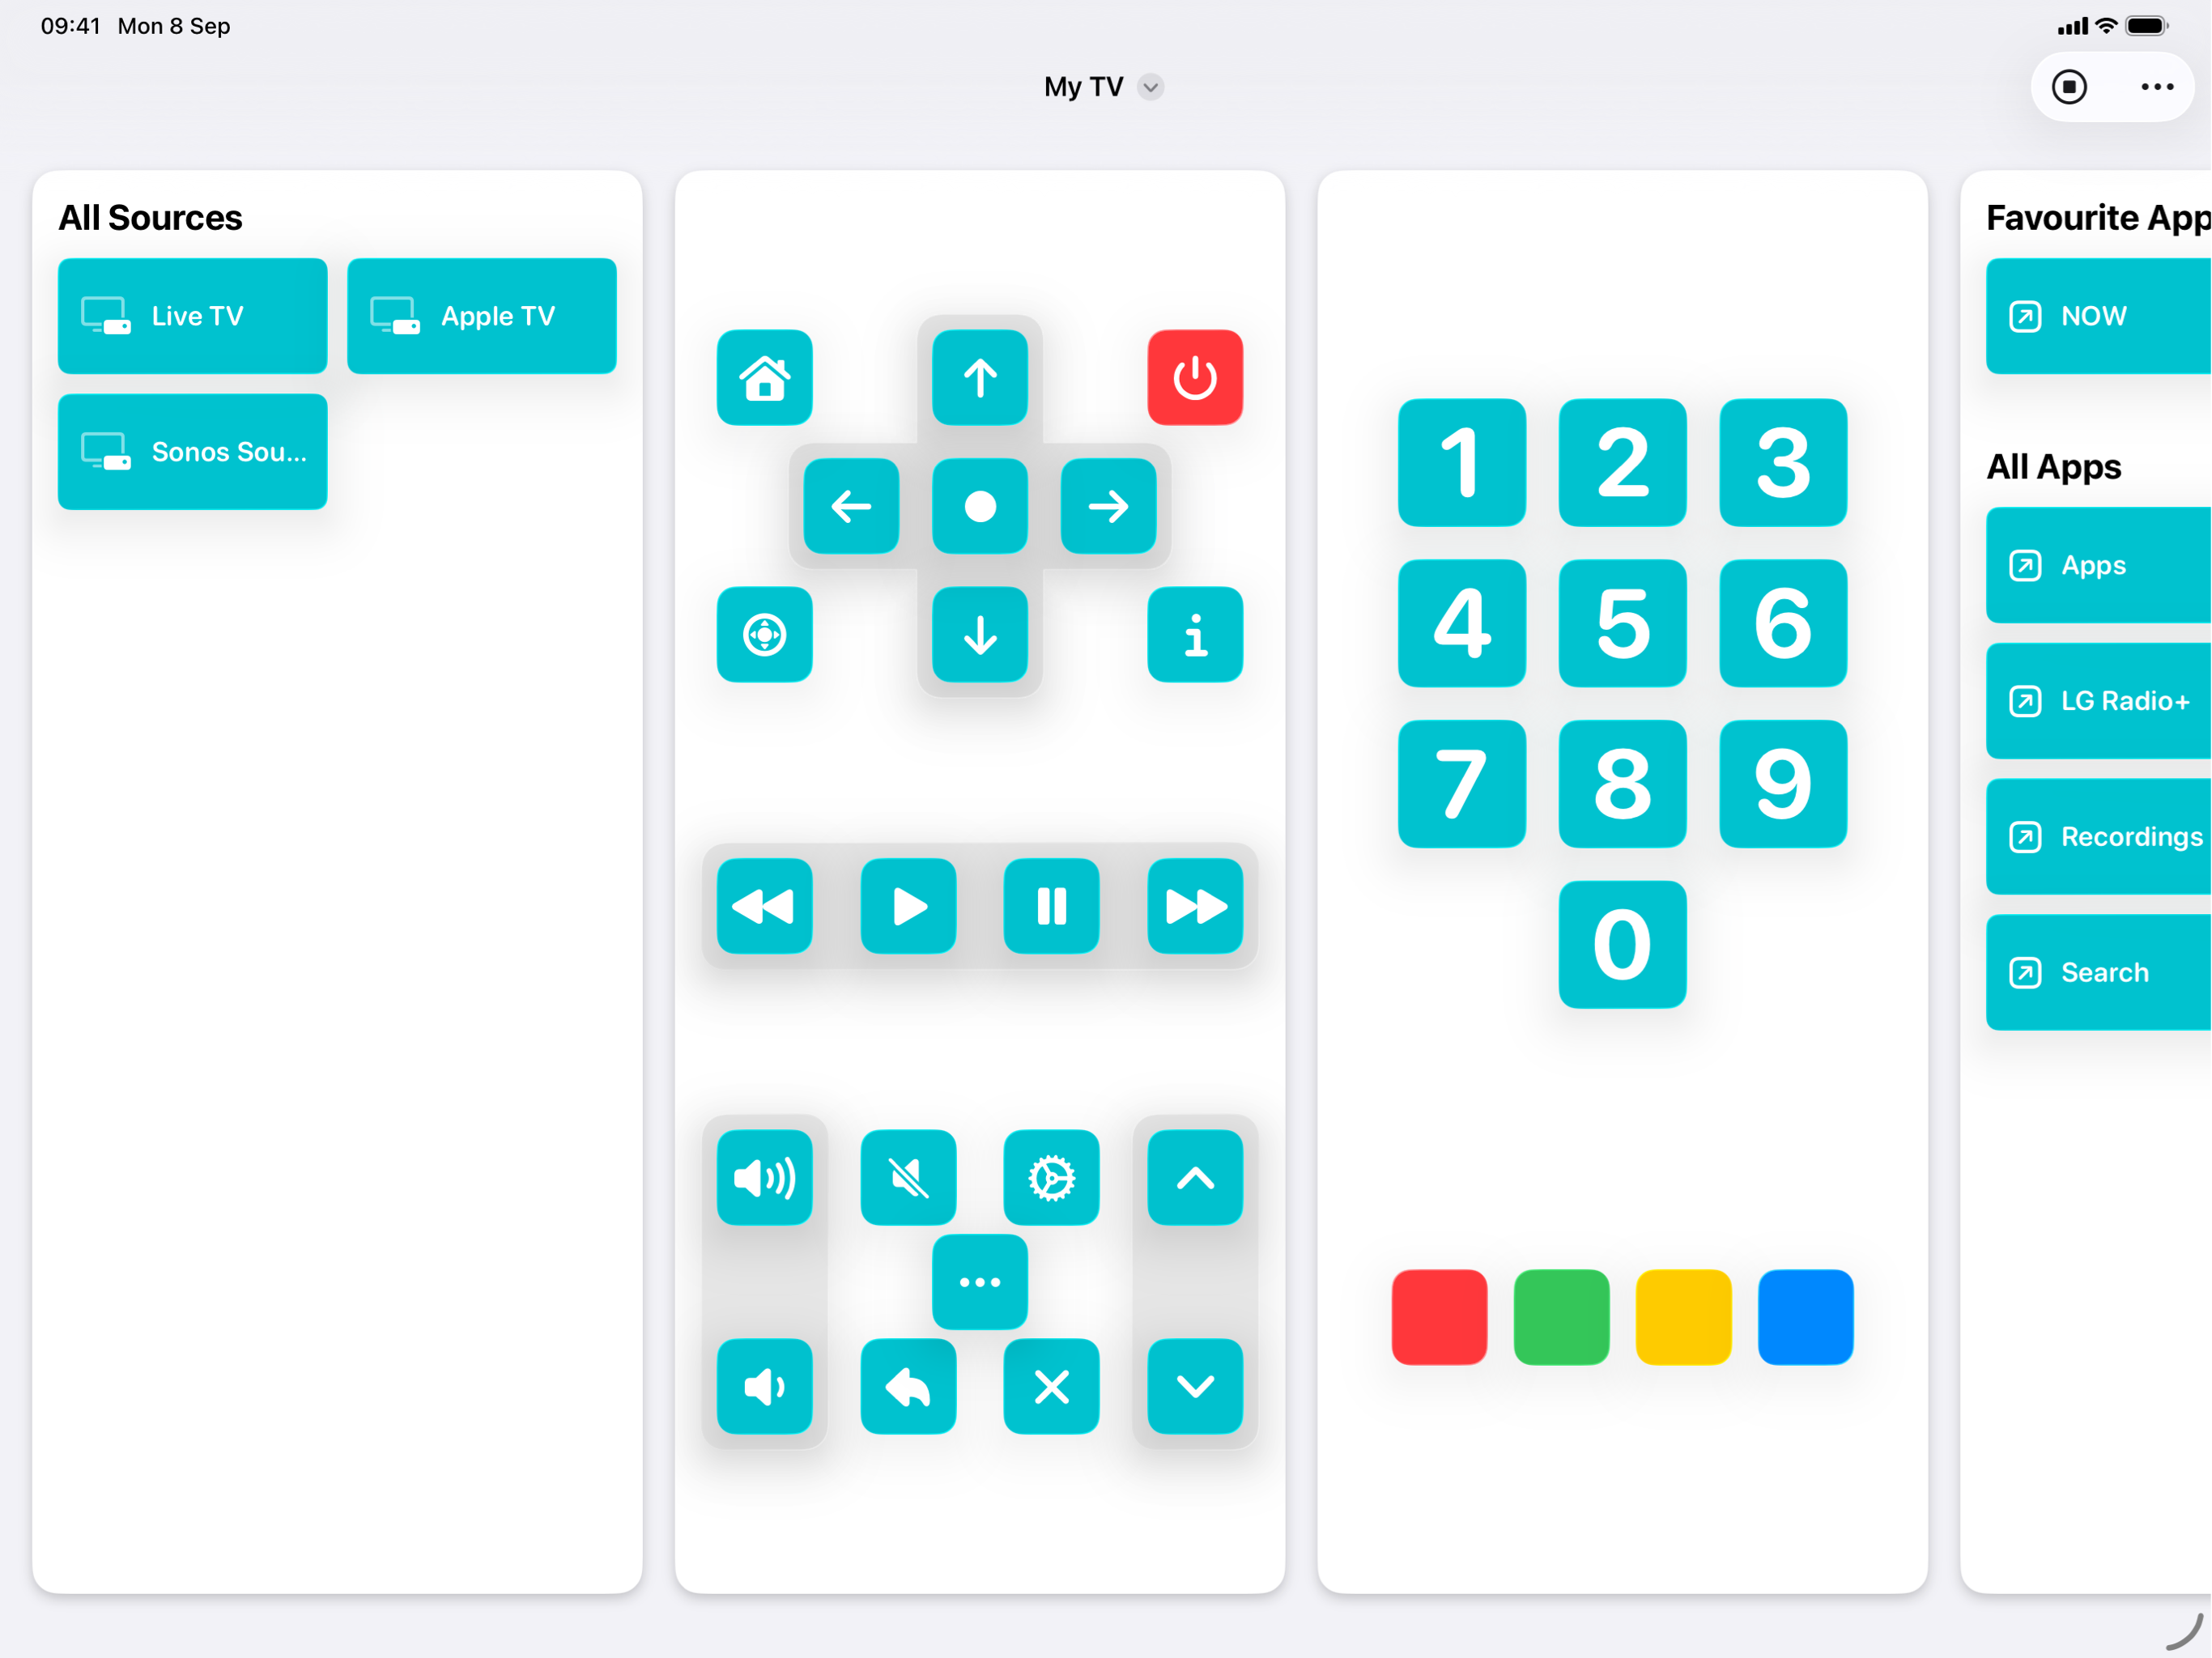 09:41 Mon 8 Sep
My TV
All Sources
Live TV
Apple TV
Sonos Sou...
1 2 3
4 5 6
7 8 9
0
Favourite App
NOW
All Apps
Apps
LG Radio+
Recordings
Search